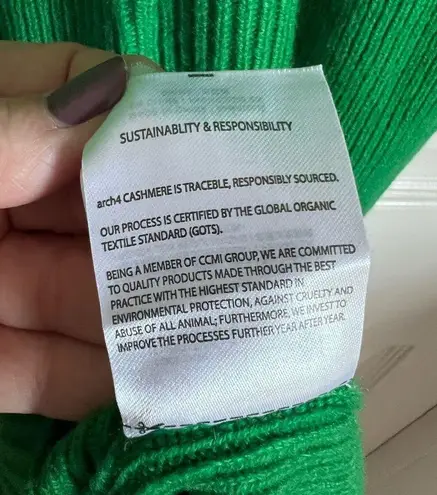 SUSTAINABLITY & RESPONSIBILITY
arch4 CASHMERE IS TRACEBLE, RESPONSIBLY SOURCED.
OUR PROCESS IS CERTIFIED BY THE GLOBAL ORGANIC
TEXTILE STANDARD (GOTS).
BEING A MEMBER OF CCMI GROUP, WE ARE COMMITTED
TO QUALITY PRODUCTS MADE THROUGH THE BEST
PRACTICE WITH THE HIGHEST STANDARD IN
ENVIRONMENTAL PROTECTION, AGAINST CRUELTY AND
ABUSE OF ALL ANIMAL; FURTHERMORE, WE INVEST TO
IMPROVE THE PROCESSES FURTHER YEAR AFTER YEAR.